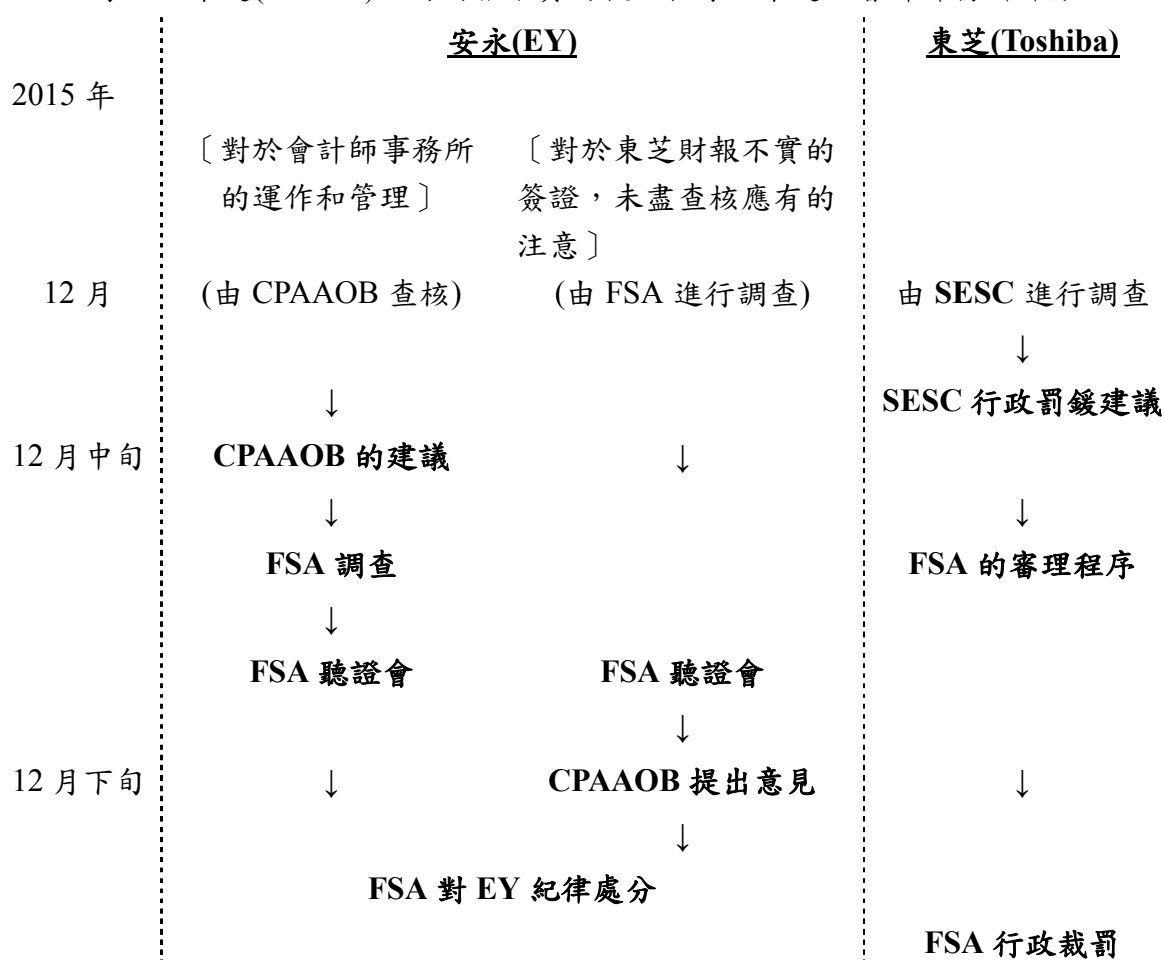 安永(EY) 東芝(Toshiba)
2015 年
〔對於會計師事務所 〔對於東芝財報不實的
的運作和管理〕 簽證,未盡查核應有的
注意〕
12 月 (由 CPAAOB 查核) (由 FSA 進行調查) 由 SESC 進行調查
↓
↓ SESC 行政罰鍰建議
12 月中旬 CPAAOB 的建議 ↓
↓ ↓
FSA 調查 FSA 的審理程序
↓
FSA 聽證會 FSA 聽證會
↓
12 月下旬 ↓ CPAAOB 提出意見 ↓
↓
FSA 對 EY 紀律處分
FSA 行政裁罰